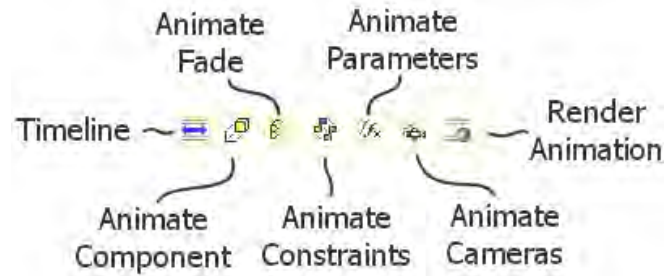 Animate
Fade
Animate
Parameters
Timeline
Render
Animation
Animate
Component
Animate
Constraints
Animate
Cameras